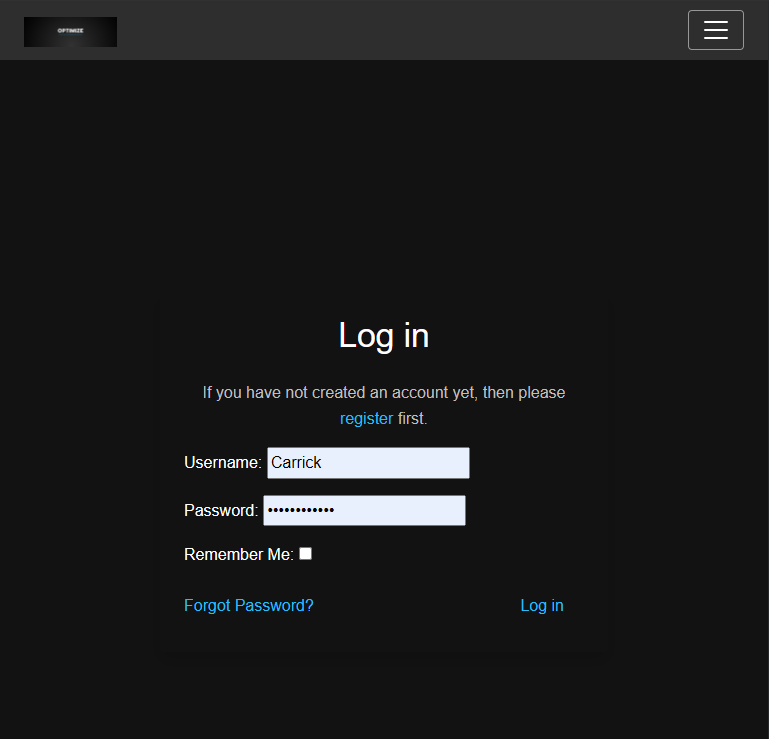 OPTIMIZE
Log in
If you have not created an account yet, then please
register first.
Username: Carrick
Password: ••••••••••••
Remember Me:
Forgot Password? Log in